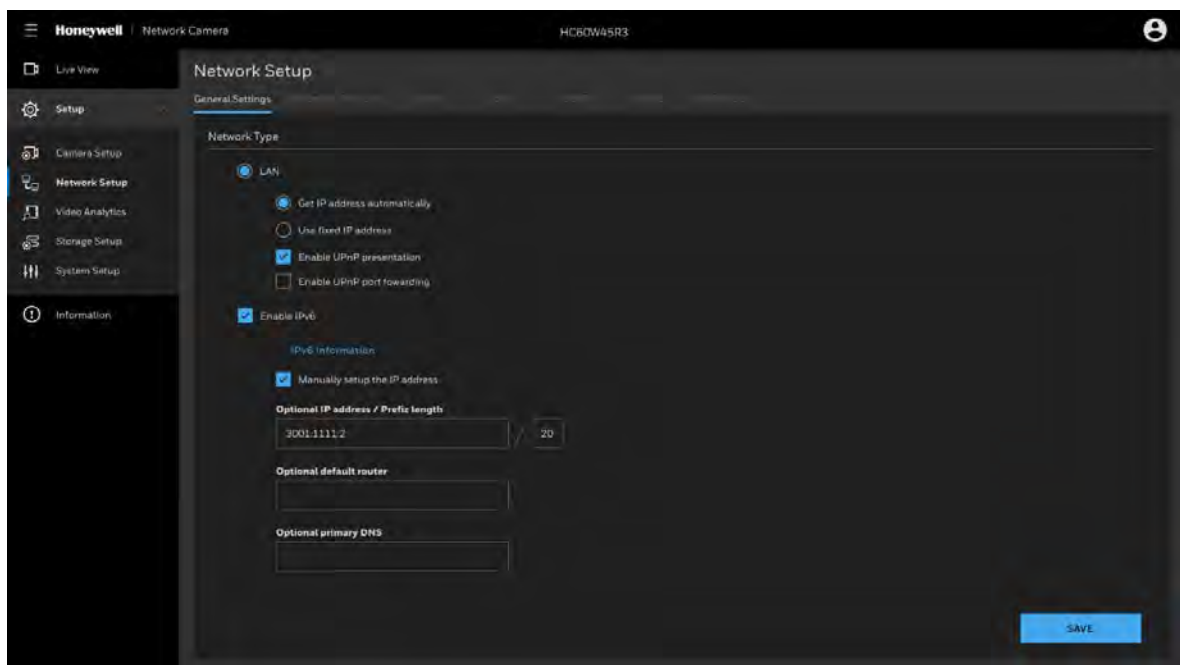 Honeywell | Network Camera
HC60W45R3
Live View
Setup
Camera Setup
Network Setup
Video Analytics
Storage Setup
System Setup
Information
Network Setup
General Settings
Network Type
LAN
Get IP address automatically
Use fixed IP address
Enable UPnP presentation
Enable UPnP port fowarding
Enable IPv6
IPv6 Information
Manually setup the IP address
Optional IP address / Prefix length
3001:1111:2 / 20
Optional default router
Optional primary DNS
SAVE